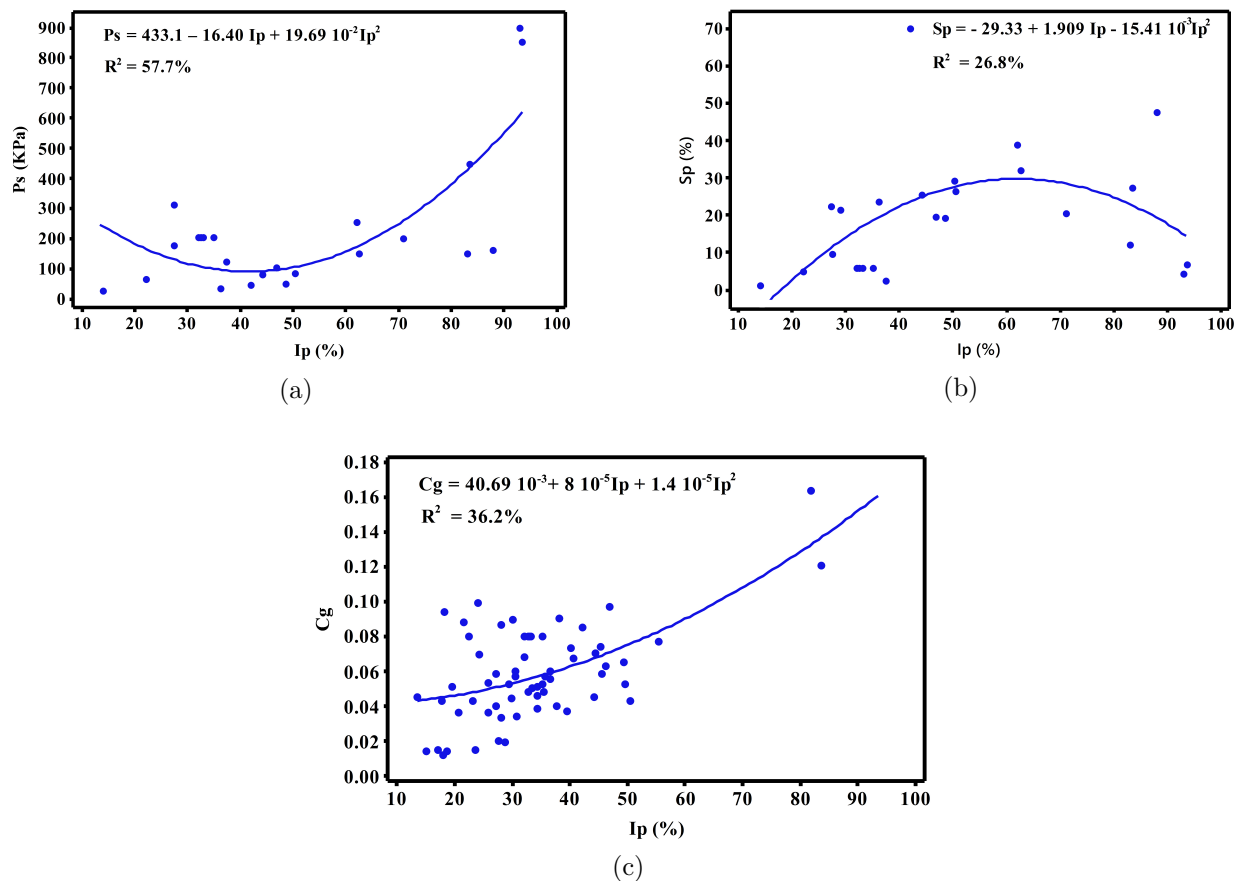 Ps = 433.1 – 16.40 Ip + 19.69 10⁻²Ip²
R² = 57.7%
Ps (KPa)
900
800
700
600
500
400
300
200
100
0
10 20 30 40 50 60 70 80 90 100
Ip (%)
(a)
Sp = - 29.33 + 1.909 Ip - 15.41 10⁻³Ip²
R² = 26.8%
Sp (%)
70
60
50
40
30
20
10
0
10 20 30 40 50 60 70 80 90 100
Ip (%)
(b)
Cg = 40.69 10⁻³+ 8 10⁻⁵Ip + 1.4 10⁻⁵Ip²
R² = 36.2%
Cg
0.18
0.16
0.14
0.12
0.10
0.08
0.06
0.04
0.02
0.00
10 20 30 40 50 60 70 80 90 100
Ip (%)
(c)